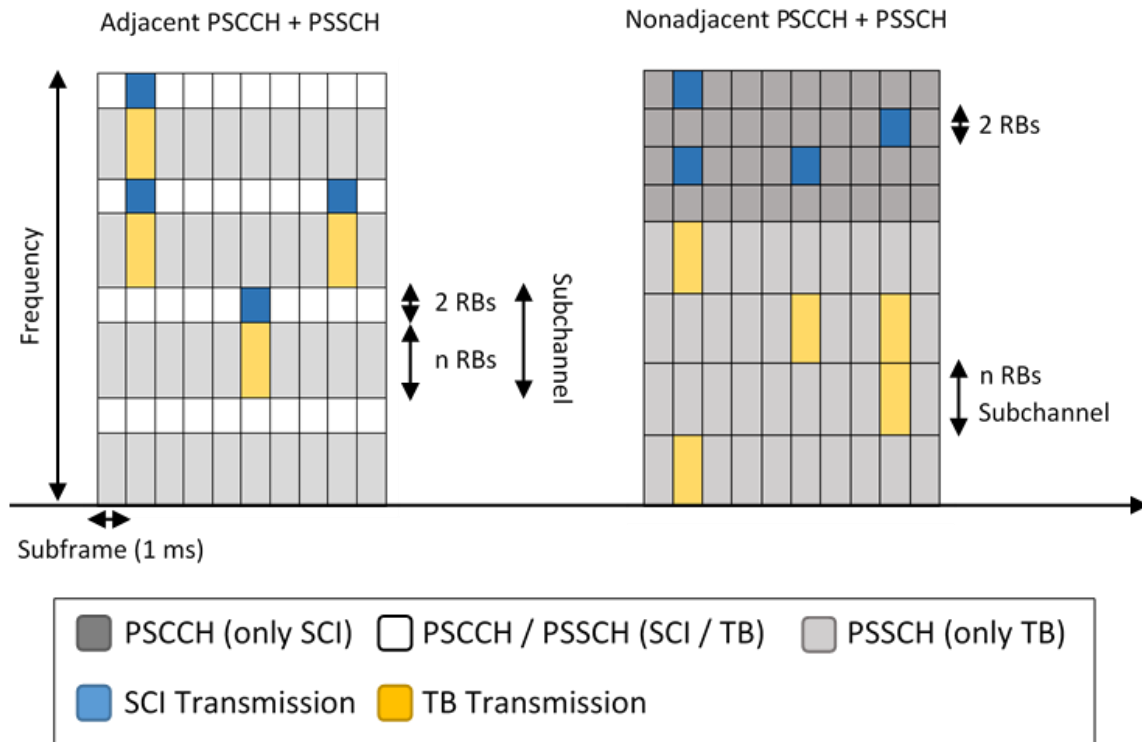 Adjacent PSCCH + PSSCH
Nonadjacent PSCCH + PSSCH
Frequency
2 RBs
n RBs
Subchannel
2 RBs
n RBs
Subchannel
Subframe (1 ms)
PSCCH (only SCI)
PSCCH / PSSCH (SCI / TB)
PSSCH (only TB)
SCI Transmission
TB Transmission